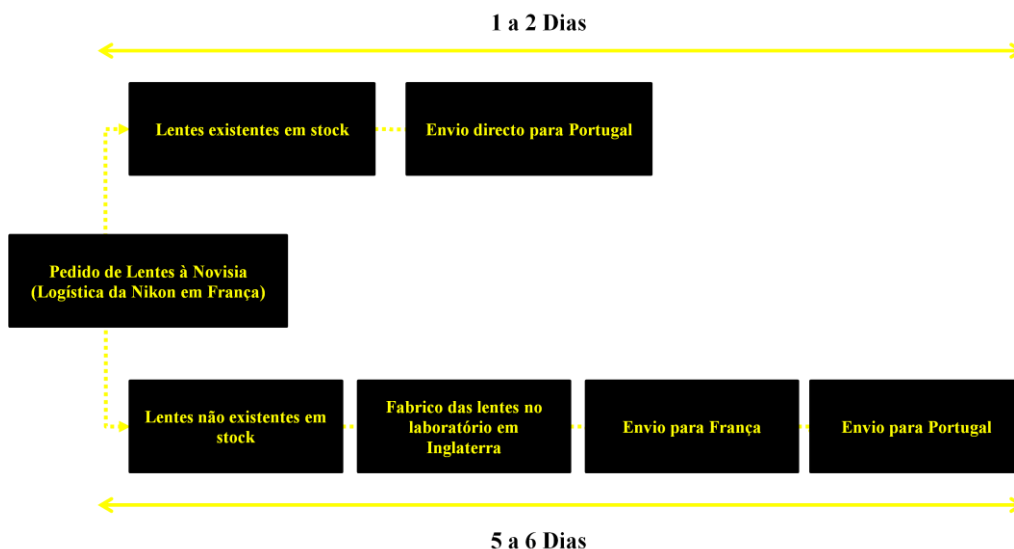 1 a 2 Dias
Lentes existentes em stock
Envio directo para Portugal
Pedido de Lentes à Novisia
(Logística da Nikon em França)
Lentes não existentes em
stock
Fabrico das lentes no
laboratório em
Inglaterra
Envio para França
Envio para Portugal
5 a 6 Dias